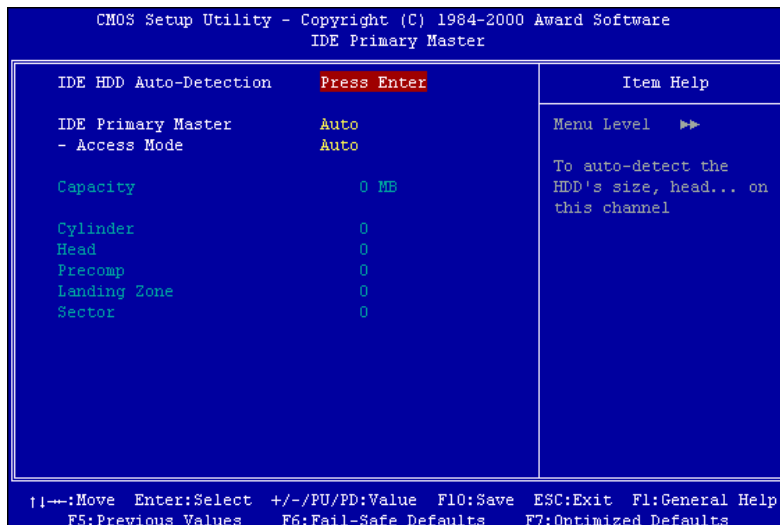 CMOS Setup Utility - Copyright (C) 1984-2000 Award Software
IDE Primary Master
IDE HDD Auto-Detection Press Enter
IDE Primary Master Auto
- Access Mode Auto
Capacity 0 MB
Cylinder 0
Head 0
Precomp 0
Landing Zone 0
Sector 0
Item Help
Menu Level ▶▶
To auto-detect the
HDD's size, head... on
this channel
↑↓→←:Move Enter:Select +/-/PU/PD:Value F10:Save ESC:Exit F1:General Help
F5:Previous Values F6:Fail-Safe Defaults F7:Optimized Defaults